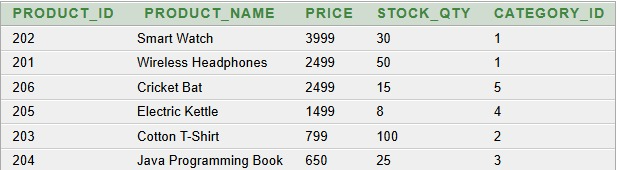 PRODUCT_ID PRODUCT_NAME PRICE STOCK_QTY CATEGORY_ID
202 Smart Watch 3999 30 1
201 Wireless Headphones 2499 50 1
206 Cricket Bat 2499 15 5
205 Electric Kettle 1499 8 4
203 Cotton T-Shirt 799 100 2
204 Java Programming Book 650 25 3